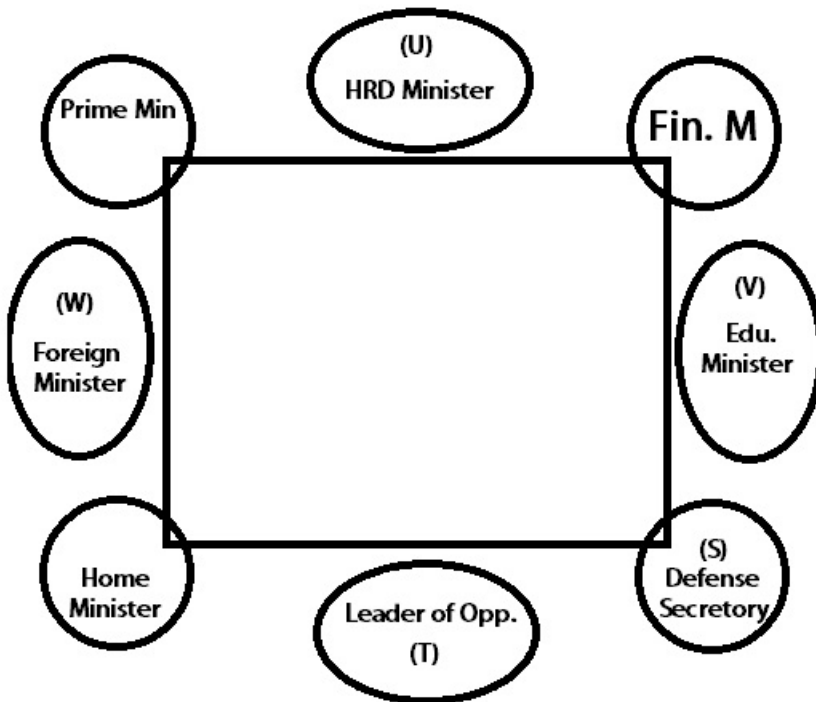 (U)
HRD Minister
Prime Min
Fin. M
(W)
Foreign
Minister
(V)
Edu.
Minister
Home
Minister
Leader of Opp.
(T)
(S)
Defense
Secretory